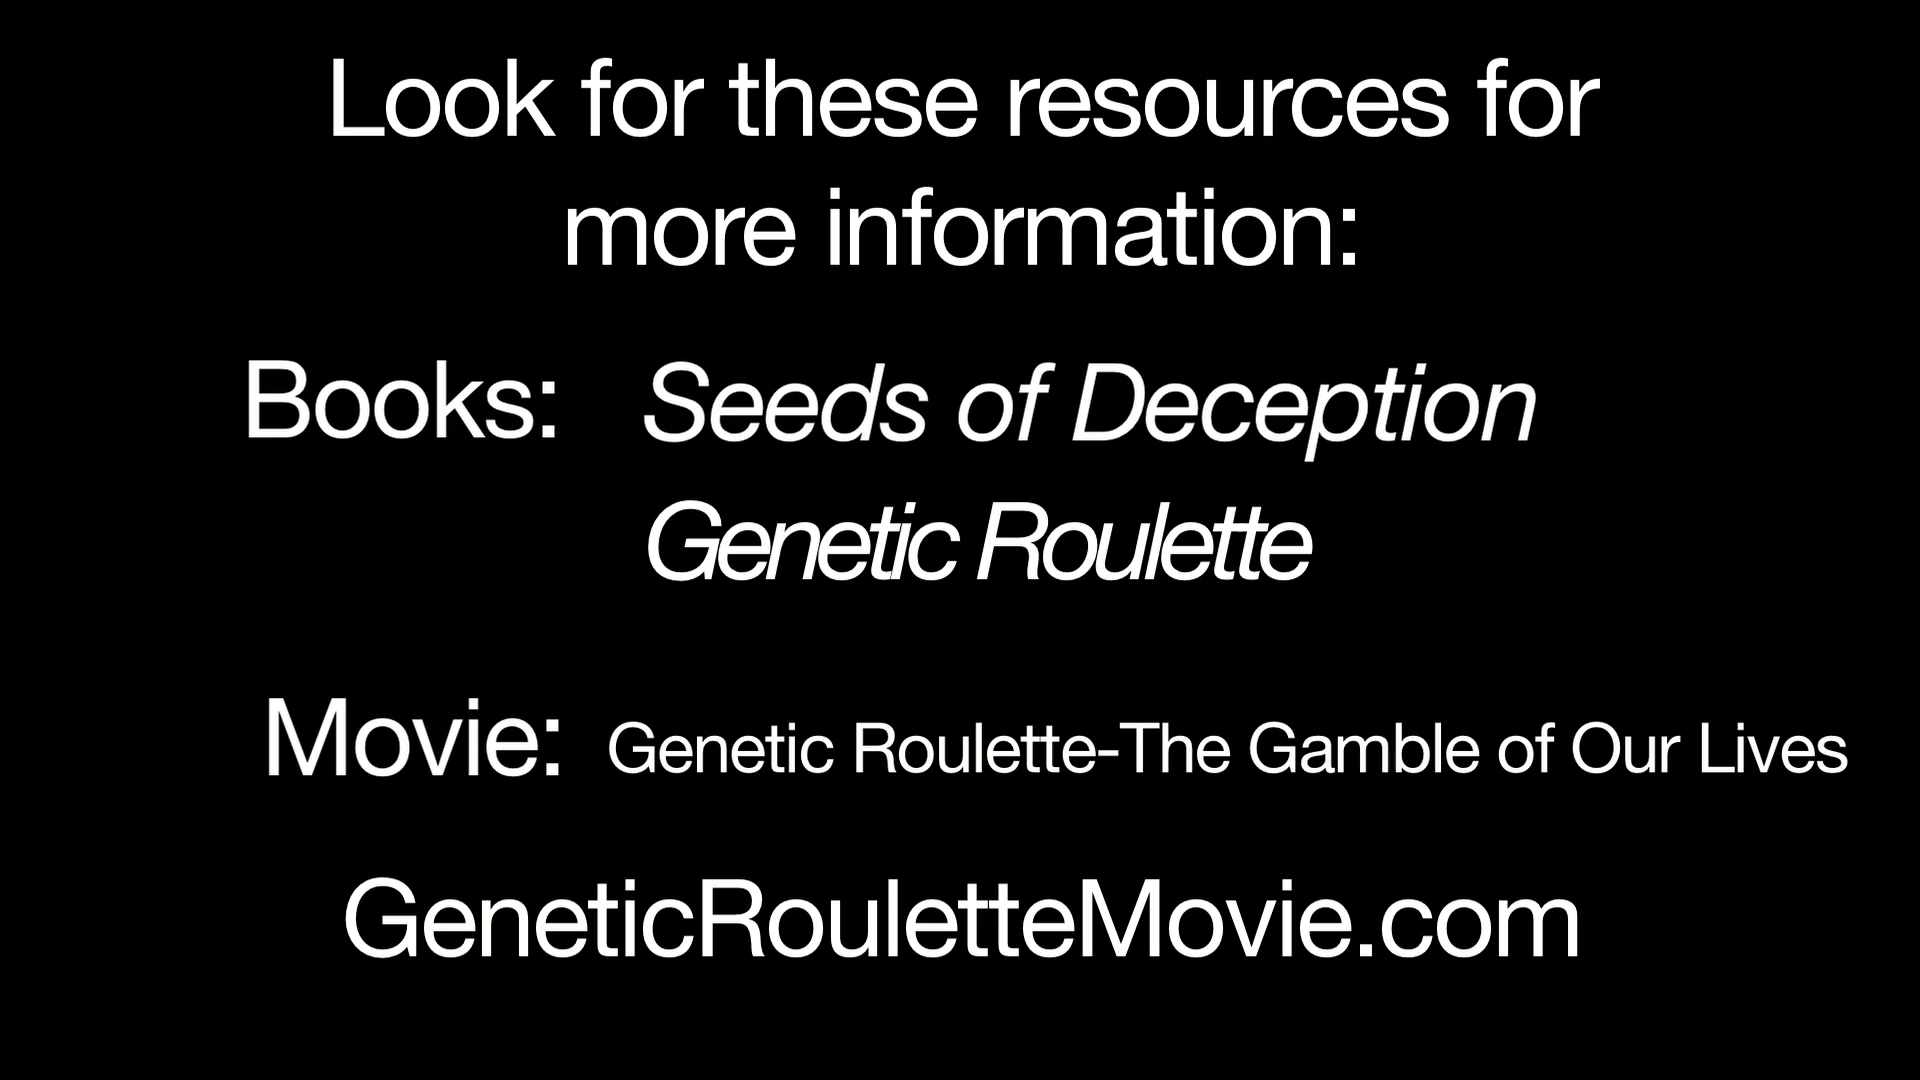 Look for these resources for
more information:
Books: Seeds of Deception
Genetic Roulette
Movie: Genetic Roulette-The Gamble of Our Lives
GeneticRouletteMovie.com